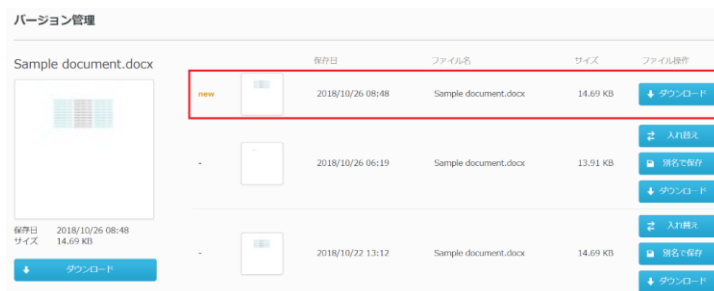 バージョン管理
Sample document.docx
保存日 2018/10/26 08:48
サイズ 14.69 KB
ダウンロード
保存日 ファイル名 サイズ ファイル操作
new 2018/10/26 08:48 Sample document.docx 14.69 KB ダウンロード
- 2018/10/26 06:19 Sample document.docx 13.91 KB 入れ替え
別名で保存
ダウンロード
- 2018/10/22 13:12 Sample document.docx 14.69 KB 入れ替え
別名で保存
ダウンロード